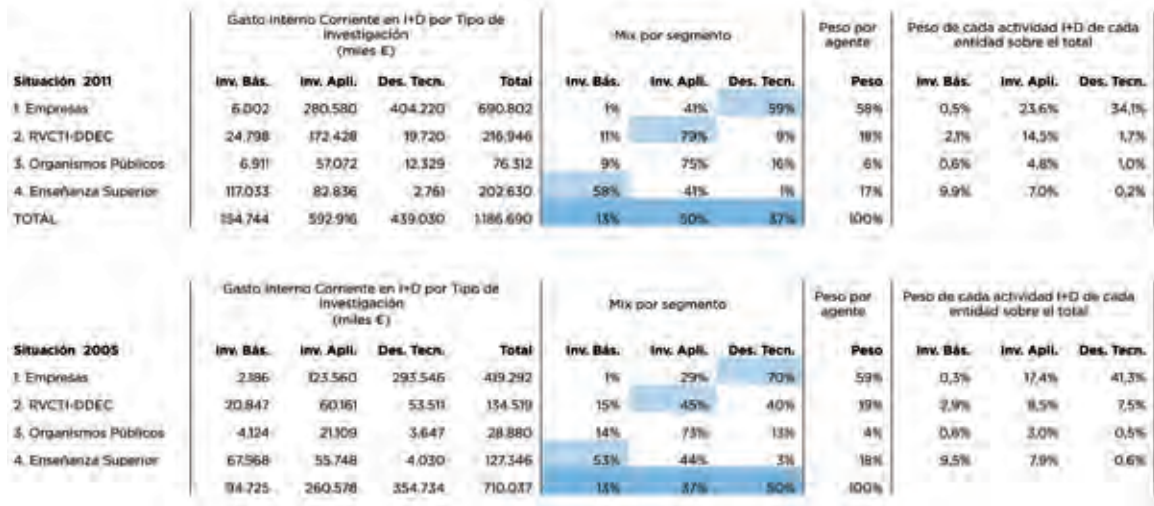 Gasto Interno Corriente en I+D por Tipo de Investigación (miles €) Mix por segmento Peso por agente Peso de cada actividad I+D de cada entidad sobre el total
Situación 2011 Inv. Bás. Inv. Apli. Des. Tecn. Total Inv. Bás. Inv. Apli. Des. Tecn. Peso Inv. Bás. Inv. Apli. Des. Tecn.
1. Empresas 6.002 280.580 404.220 690.802 1% 41% 59% 58% 0,5% 23,6% 34,1%
2. RVCTI-DDEC 24.798 172.428 19.720 216.946 11% 79% 9% 18% 2,1% 14,5% 1,7%
3. Organismos Públicos 6.911 57.072 12.329 76.312 9% 75% 16% 6% 0,6% 4,8% 1,0%
4. Enseñanza Superior 117.033 82.836 2.761 202.630 58% 41% 1% 17% 9,9% 7,0% 0,2%
TOTAL 154.744 592.916 439.030 1.186.690 13% 50% 37% 100%
Gasto Interno Corriente en I+D por Tipo de Investigación (miles €) Mix por segmento Peso por agente Peso de cada actividad I+D de cada entidad sobre el total
Situación 2005 Inv. Bás. Inv. Apli. Des. Tecn. Total Inv. Bás. Inv. Apli. Des. Tecn. Peso Inv. Bás. Inv. Apli. Des. Tecn.
1. Empresas 2.186 123.560 293.546 419.292 1% 29% 70% 59% 0,3% 17,4% 41,3%
2. RVCTI-DDEC 20.847 60.161 53.511 134.519 15% 45% 40% 19% 2,9% 8,5% 7,5%
3. Organismos Públicos 4.124 21.109 3.647 28.880 14% 73% 13% 4% 0,6% 3,0% 0,5%
4. Enseñanza Superior 67.568 55.748 4.030 127.346 53% 44% 3% 18% 9,5% 7,9% 0,6%
94.725 260.578 354.734 710.037 13% 37% 50% 100%